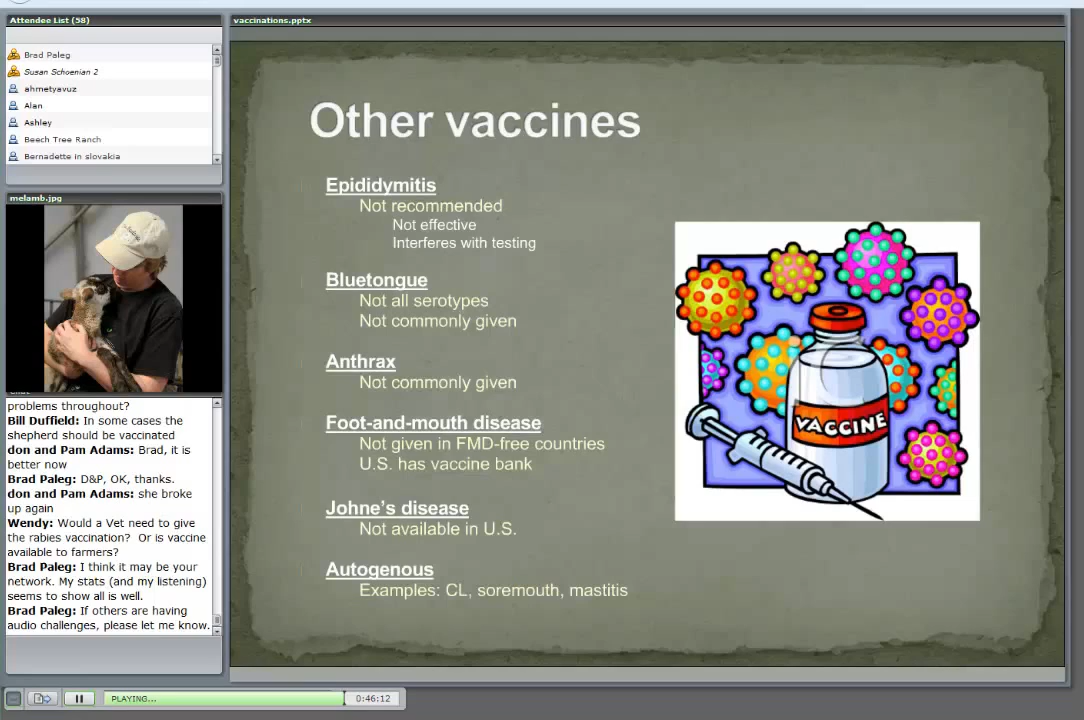 Attendee List (58)
Brad Paleg
Susan Schoenian 2
ahmetyavuz
Alan
Ashley
Beech Tree Ranch
Bernadette in slovakia
melamb.jpg
problems throughout?
Bill Duffield: In some cases the
shepherd should be vaccinated
don and Pam Adams: Brad, it is
better now
Brad Paleg: D&P, OK, thanks.
don and Pam Adams: she broke
up again
Wendy: Would a Vet need to give
the rabies vaccination? Or is vaccine
available to farmers?
Brad Paleg: I think it may be your
network. My stats (and my listening)
seems to show all is well.
Brad Paleg: If others are having
audio challenges, please let me know.
vaccinations.pptx
Other vaccines
Epididymitis
Not recommended
Not effective
Interferes with testing
Bluetongue
Not all serotypes
Not commonly given
Anthrax
Not commonly given
Foot-and-mouth disease
Not given in FMD-free countries
U.S. has vaccine bank
Johne's disease
Not available in U.S.
Autogenous
Examples: CL, soremouth, mastitis
VACCINE
PLAYING...
0:46:12